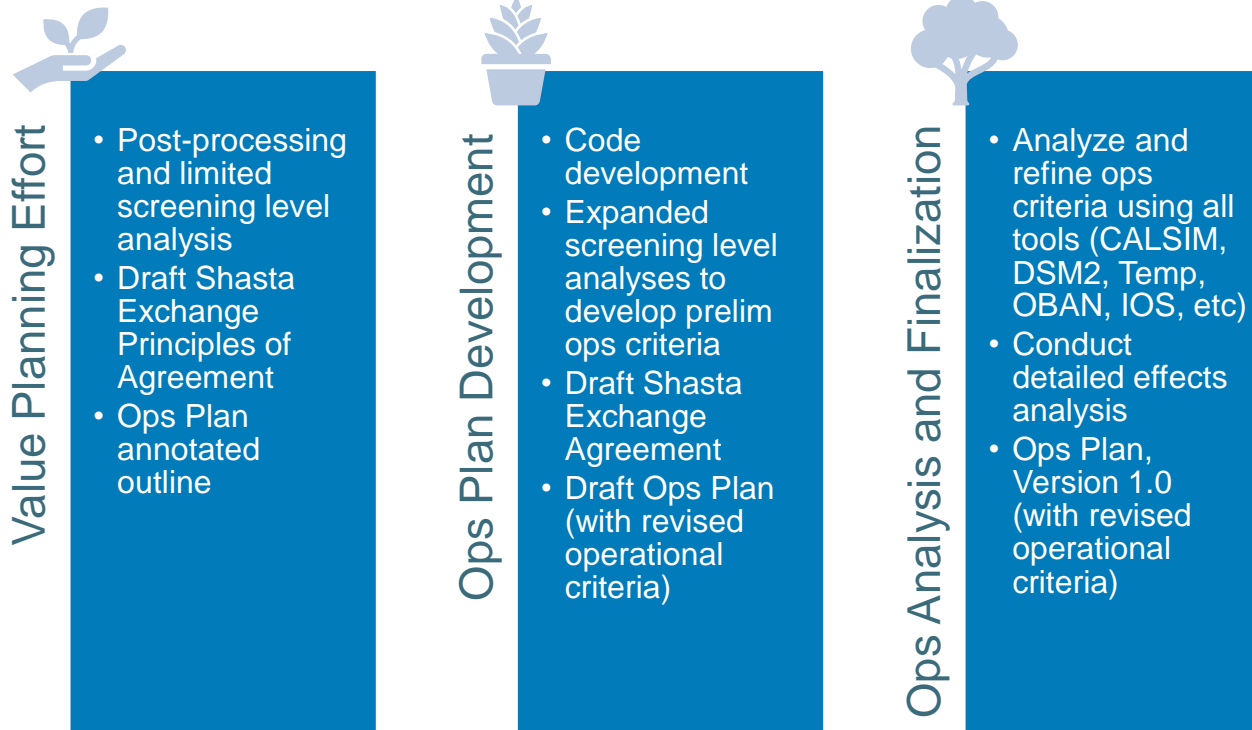 Value Planning Effort
• Post-processing
and limited
screening level
analysis
• Draft Shasta
Exchange
Principles of
Agreement
• Ops Plan
annotated
outline
Ops Plan Development
• Code
development
• Expanded
screening level
analyses to
develop prelim
ops criteria
• Draft Shasta
Exchange
Agreement
• Draft Ops Plan
(with revised
operational
criteria)
Ops Analysis and Finalization
• Analyze and
refine ops
criteria using all
tools (CALSIM,
DSM2, Temp,
OBAN, IOS, etc)
• Conduct
detailed effects
analysis
• Ops Plan,
Version 1.0
(with revised
operational
criteria)